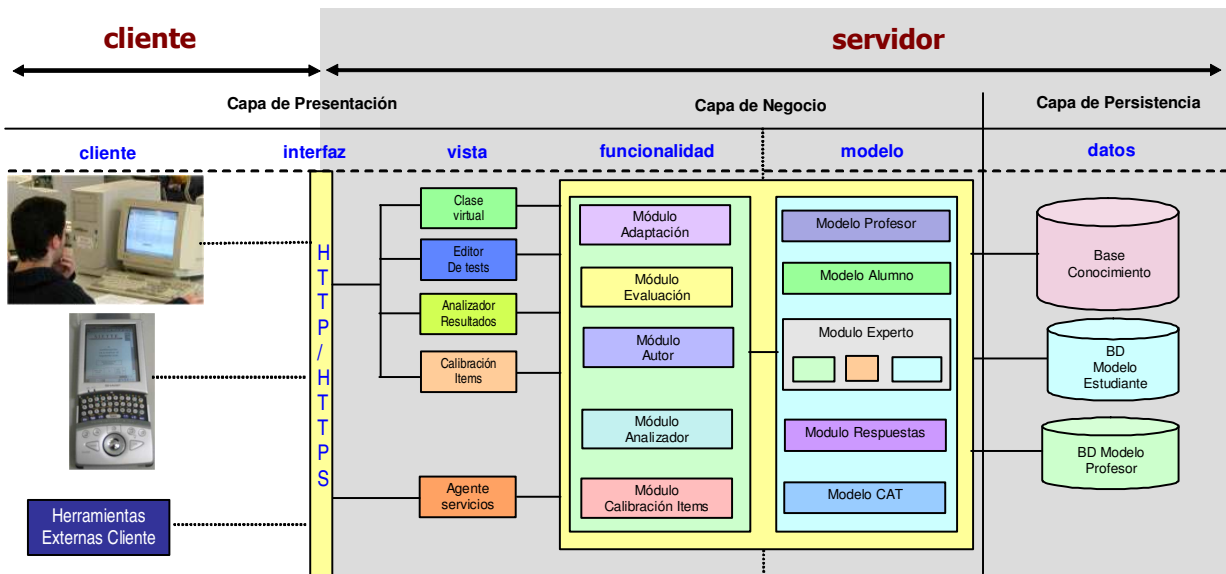 cliente
servidor
Capa de Presentación
Capa de Negocio
Capa de Persistencia
cliente
interfaz
vista
funcionalidad
modelo
datos
HTTP/HTTPS
Herramientas
Externas Cliente
Clase
virtual
Editor
De tests
Analizador
Resultados
Calibración
Items
Agente
servicios
Módulo
Adaptación
Módulo
Evaluación
Módulo
Autor
Módulo
Analizador
Módulo
Calibración Items
Modelo Profesor
Modelo Alumno
Modulo Experto
Modulo Respuestas
Modelo CAT
Base
Conocimiento
BD
Modelo
Estudiante
BD Modelo
Profesor